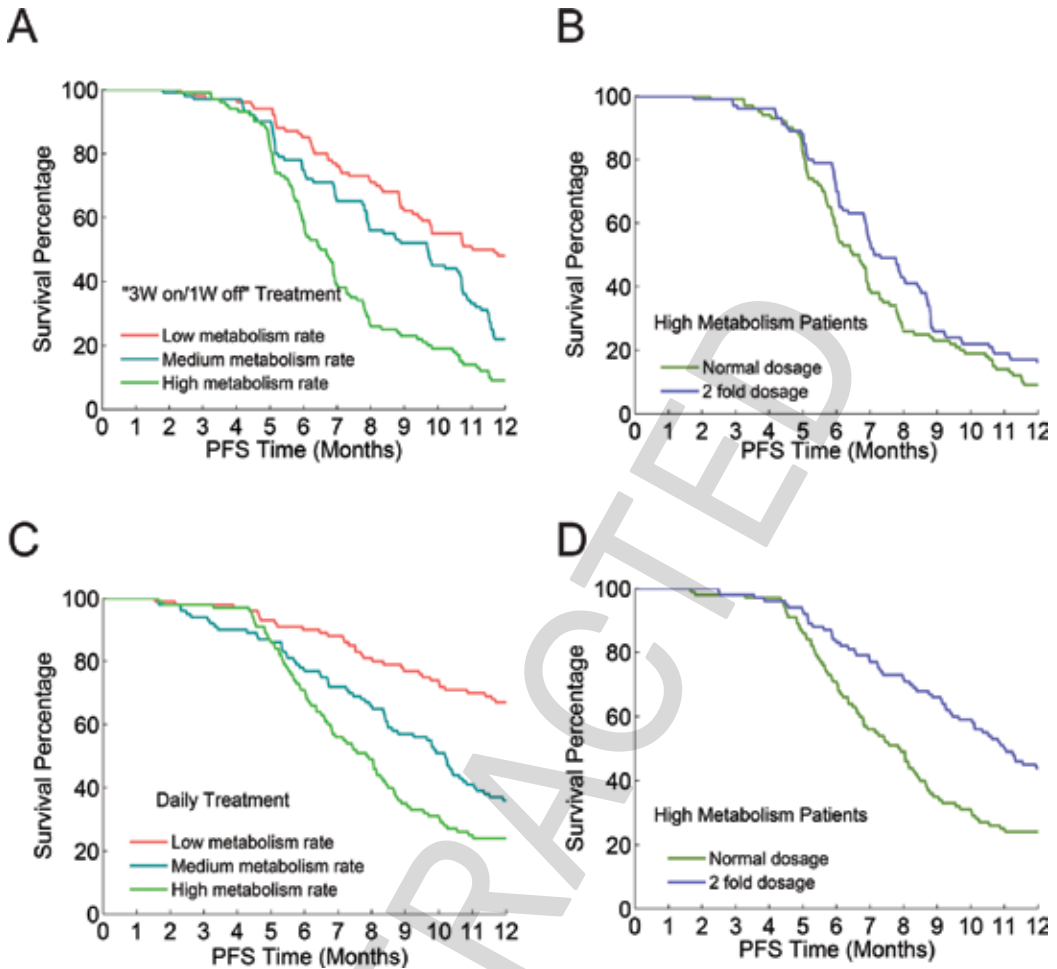 A
Survival Percentage
100
80
60
40
20
0
"3W on/1W off" Treatment
Low metabolism rate
Medium metabolism rate
High metabolism rate
0 1 2 3 4 5 6 7 8 9 10 11 12
PFS Time (Months)
B
Survival Percentage
100
80
60
40
20
0
High Metabolism Patients
Normal dosage
2 fold dosage
0 1 2 3 4 5 6 7 8 9 10 11 12
PFS Time (Months)
C
Survival Percentage
100
80
60
40
20
0
Daily Treatment
Low metabolism rate
Medium metabolism rate
High metabolism rate
0 1 2 3 4 5 6 7 8 9 10 11 12
PFS Time (Months)
D
Survival Percentage
100
80
60
40
20
0
High Metabolism Patients
Normal dosage
2 fold dosage
0 1 2 3 4 5 6 7 8 9 10 11 12
PFS Time (Months)
TRACTED